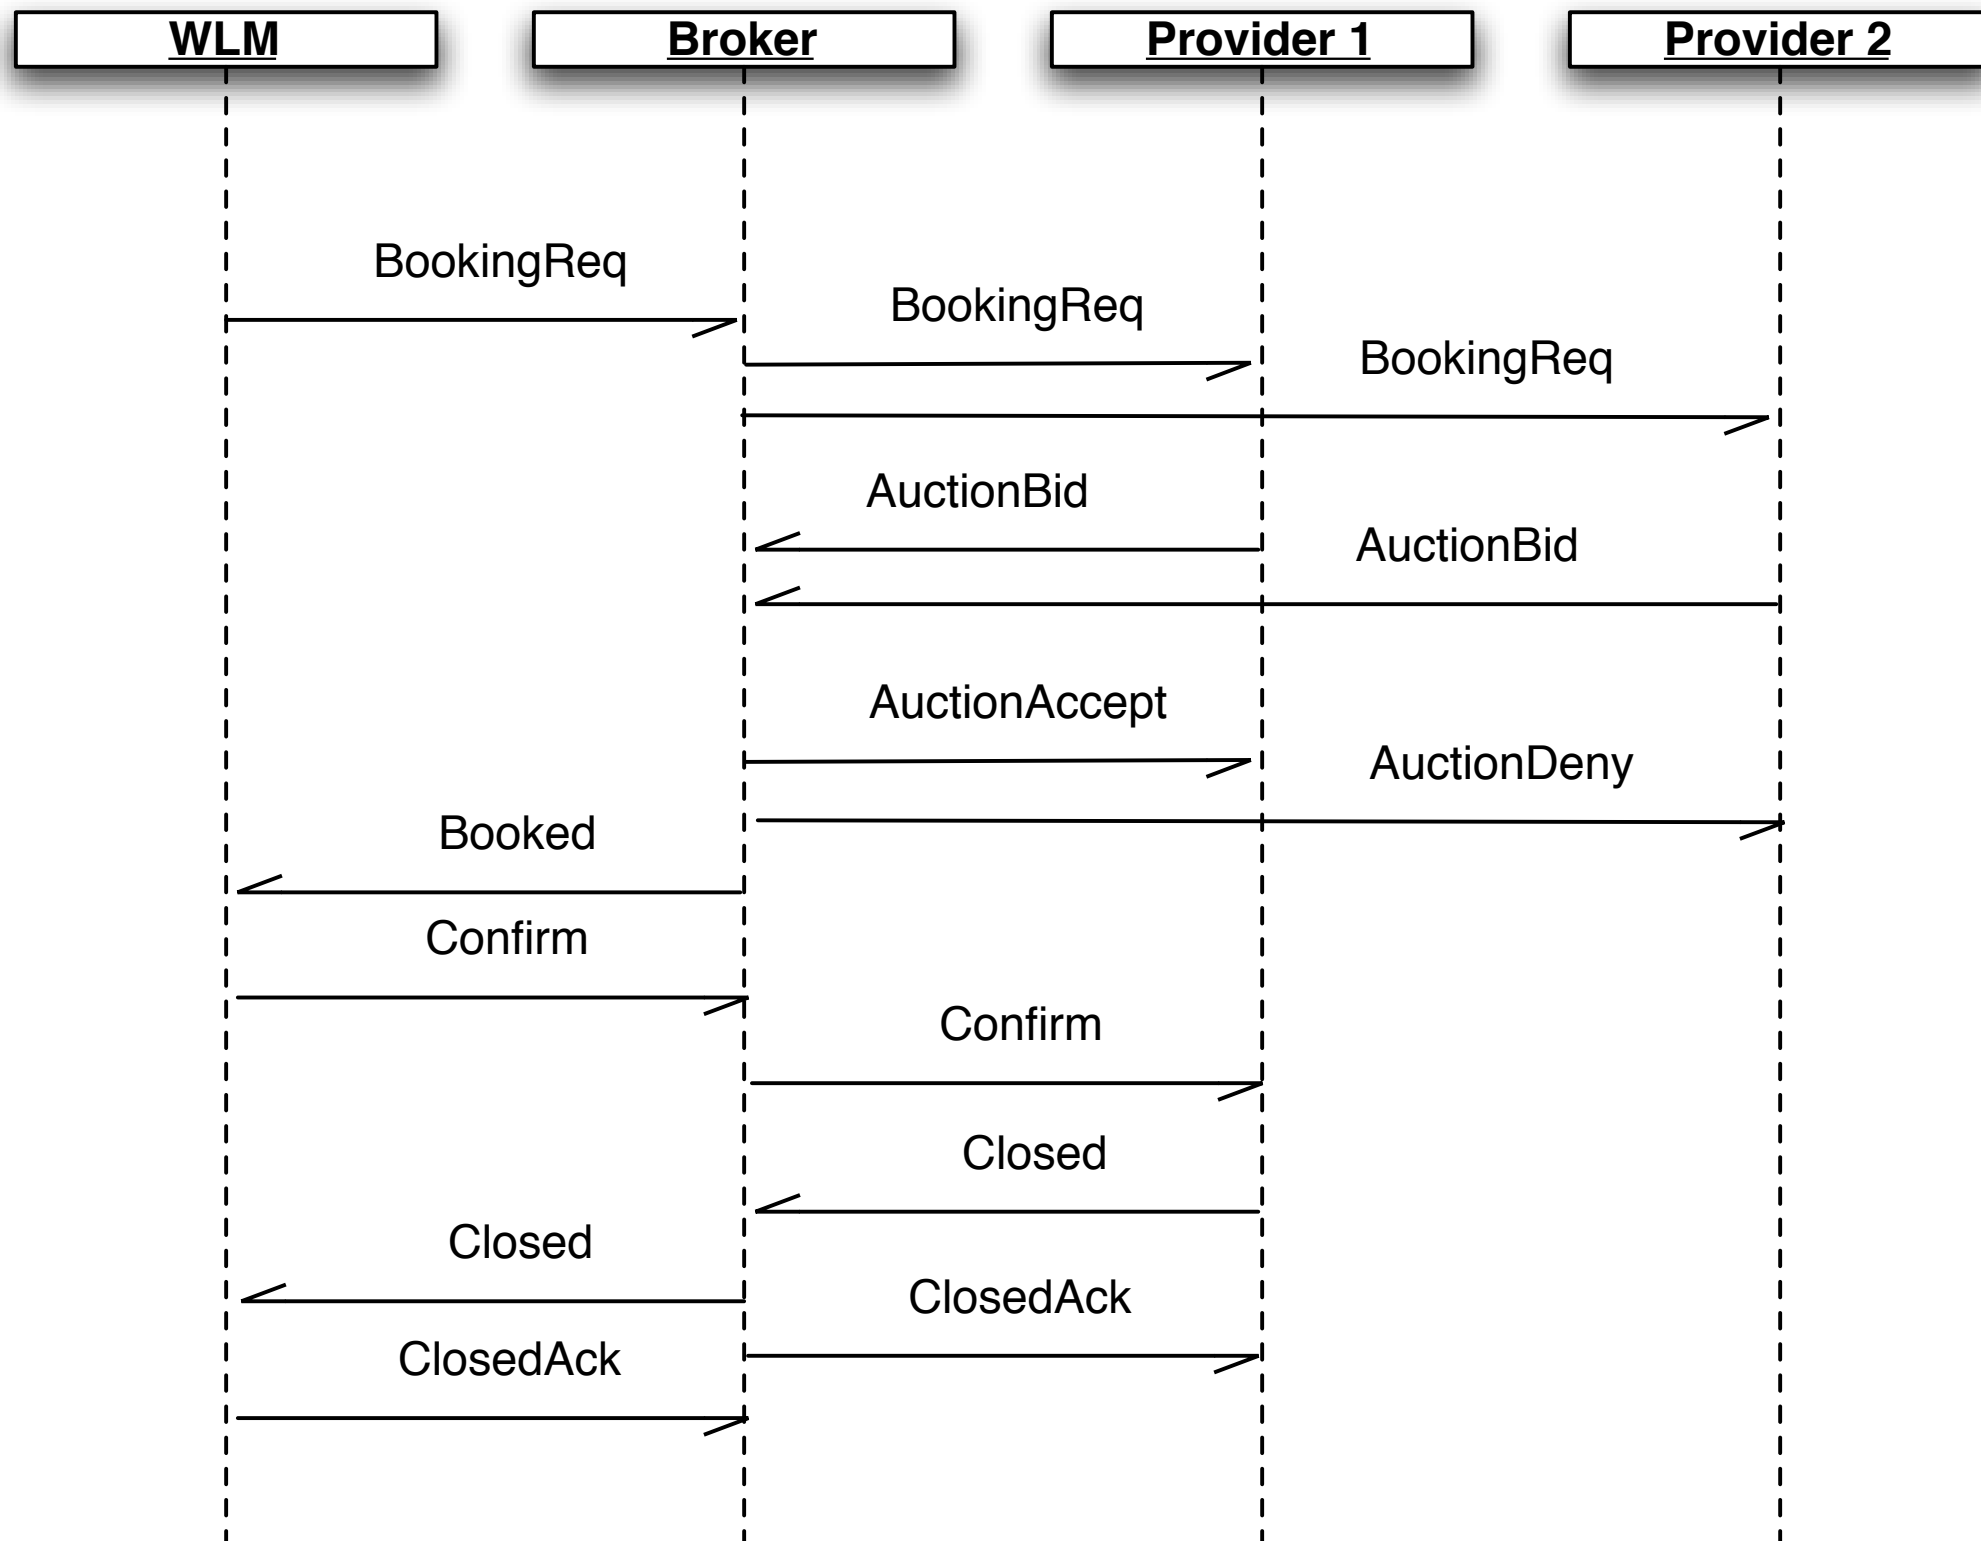 WLM
Broker
Provider 1
Provider 2
BookingReq
BookingReq
BookingReq
AuctionBid
AuctionBid
AuctionAccept
AuctionDeny
Booked
Confirm
Confirm
Closed
Closed
ClosedAck
ClosedAck